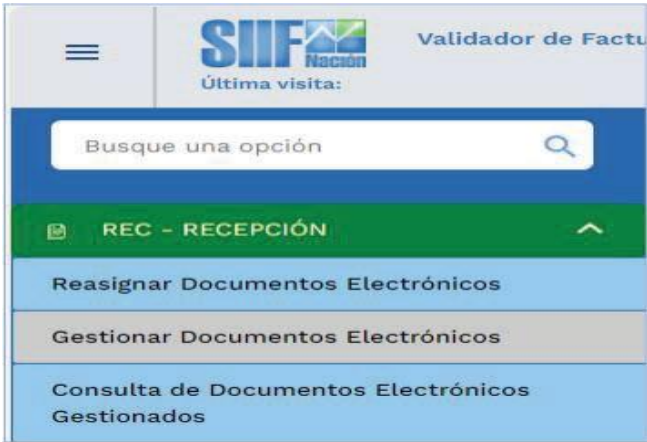 SIIF
Nación
Validador de Factu
Última visita:
Busque una opción
REC - RECEPCIÓN
Reasignar Documentos Electrónicos
Gestionar Documentos Electrónicos
Consulta de Documentos Electrónicos
Gestionados